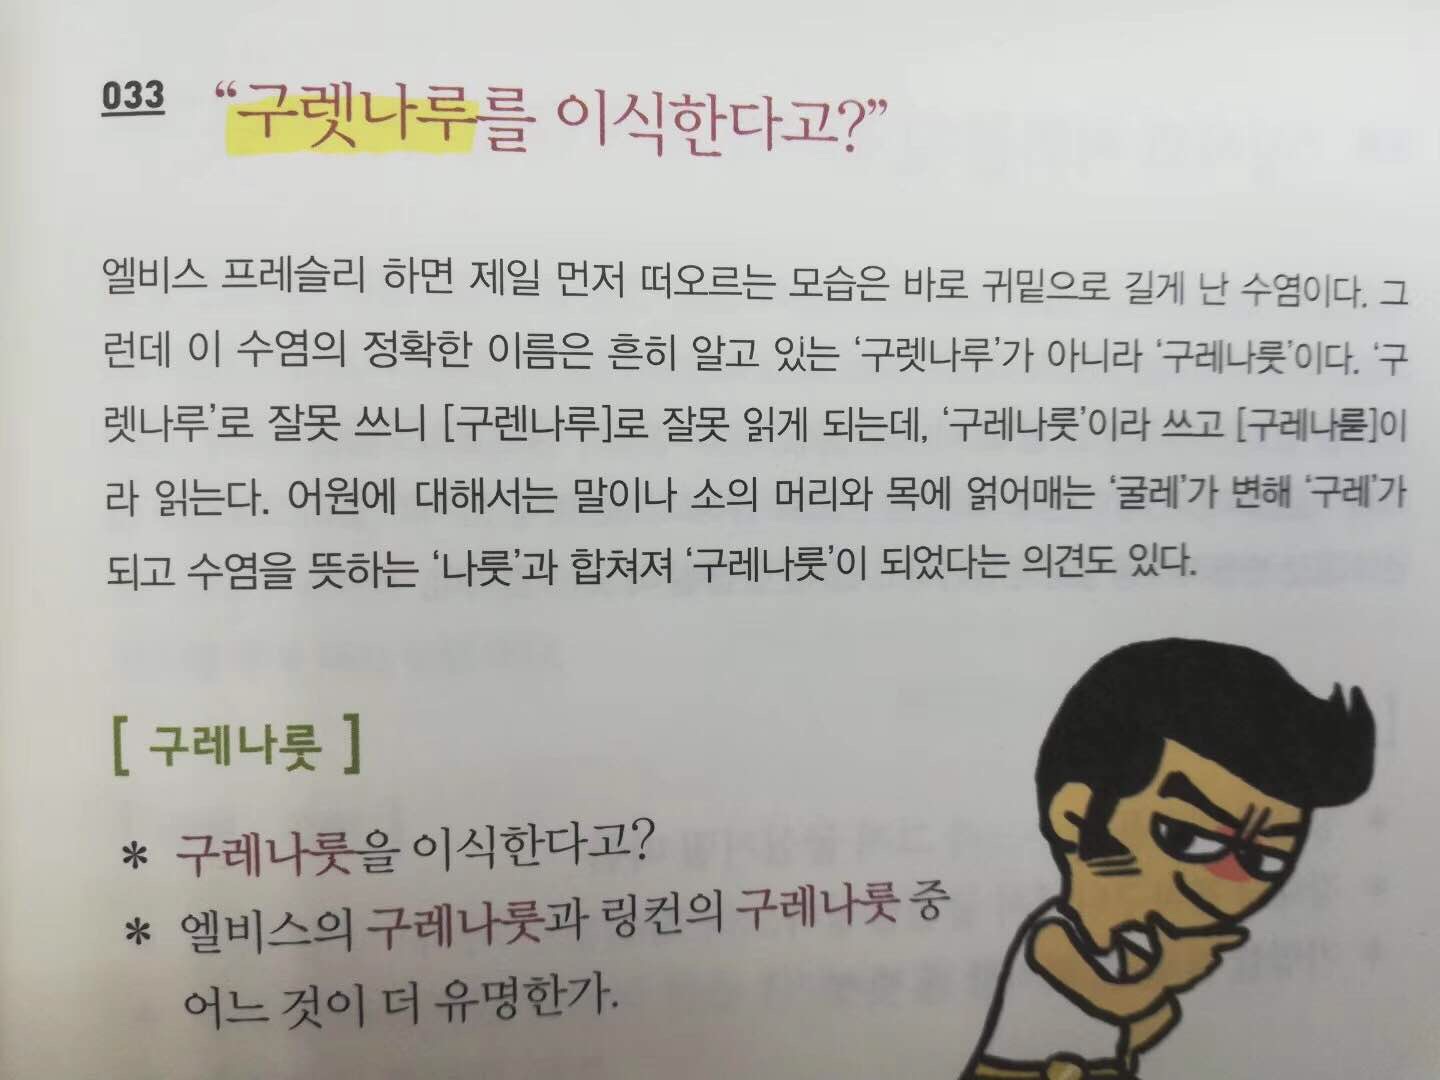 033 “구렛나루를 이식한다고?”
엘비스 프레슬리 하면 제일 먼저 떠오르는 모습은 바로 귀밑으로 길게 난 수염이다. 그
런데 이 수염의 정확한 이름은 흔히 알고 있는 ‘구렛나루’가 아니라 ‘구레나룻’이다. ‘구
렛나루’로 잘못 쓰니 [구렌나루]로 잘못 읽게 되는데, ‘구레나룻’이라 쓰고 [구레나룯]이
라 읽는다. 어원에 대해서는 말이나 소의 머리와 목에 얽어매는 ‘굴레’가 변해 ‘구레’가
되고 수염을 뜻하는 ‘나룻’과 합쳐져 ‘구레나룻’이 되었다는 의견도 있다.
[ 구레나룻 ]
* 구레나룻을 이식한다고?
* 엘비스의 구레나룻과 링컨의 구레나룻 중
어느 것이 더 유명한가.